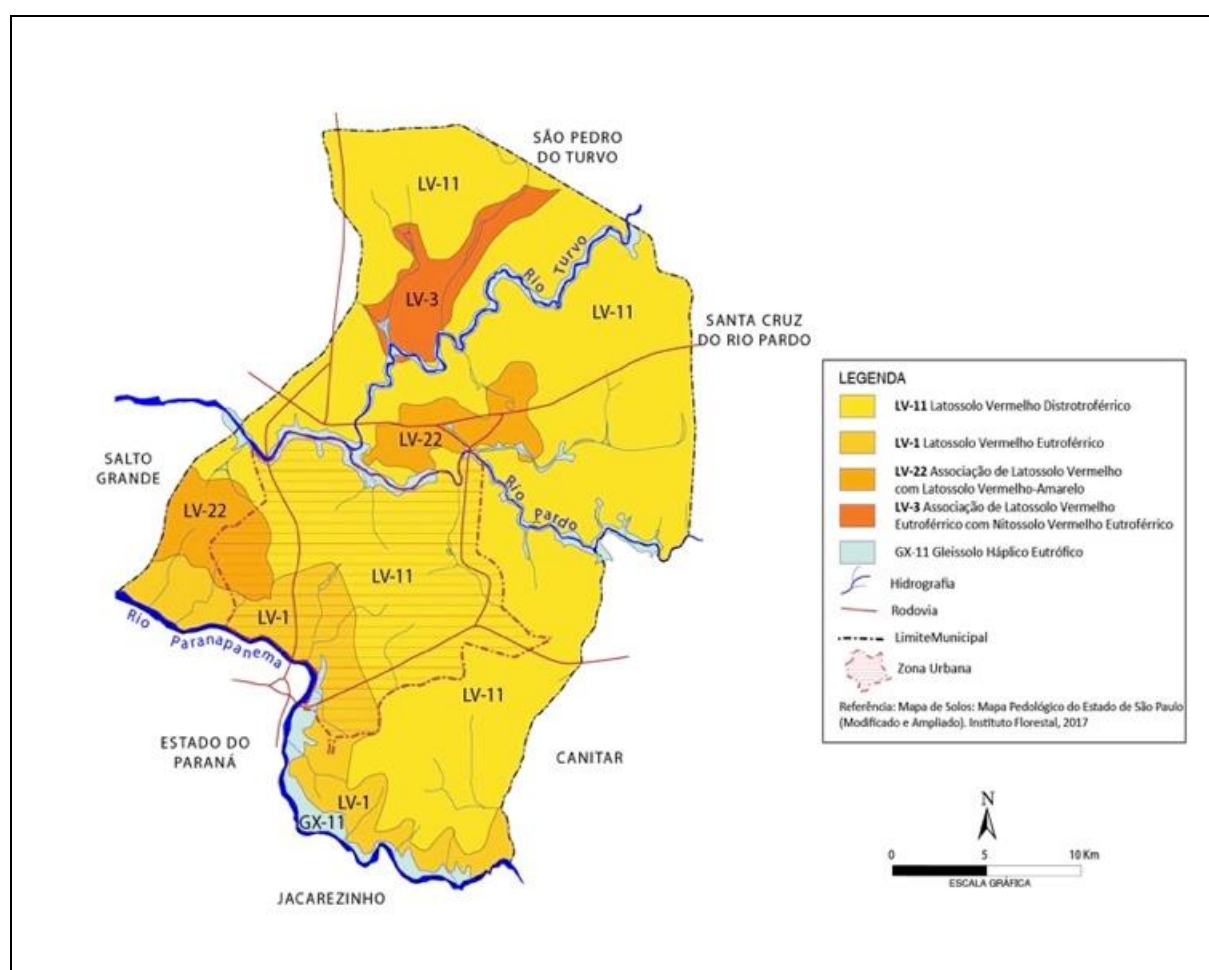 SÃO PEDRO
DO TURVO
LV-11
LV-3
Rio Turvo
LV-11
SANTA CRUZ
DO RIO PARDO
LV-22
SALTO
GRANDE
LV-22
Rio Pardo
LV-11
LV-1
Rio Paranapanema
LV-11
ESTADO DO
PARANÁ
CANITAR
LV-1
GX-11
JACAREZINHO
LEGENDA
LV-11 Latossolo Vermelho Distrotroférrico
LV-1 Latossolo Vermelho Eutroférrico
LV-22 Associação de Latossolo Vermelho
com Latossolo Vermelho-Amarelo
LV-3 Associação de Latossolo Vermelho
Eutroférrico com Nitossolo Vermelho Eutroférrico
GX-11 Gleissolo Háplico Eutrófico
Hidrografia
Rodovia
LimiteMunicipal
Zona Urbana
Referência: Mapa de Solos: Mapa Pedológico do Estado de São Paulo
(Modificado e Ampliado). Instituto Florestal, 2017
N
0 5 10 Km
ESCALA GRÁFICA